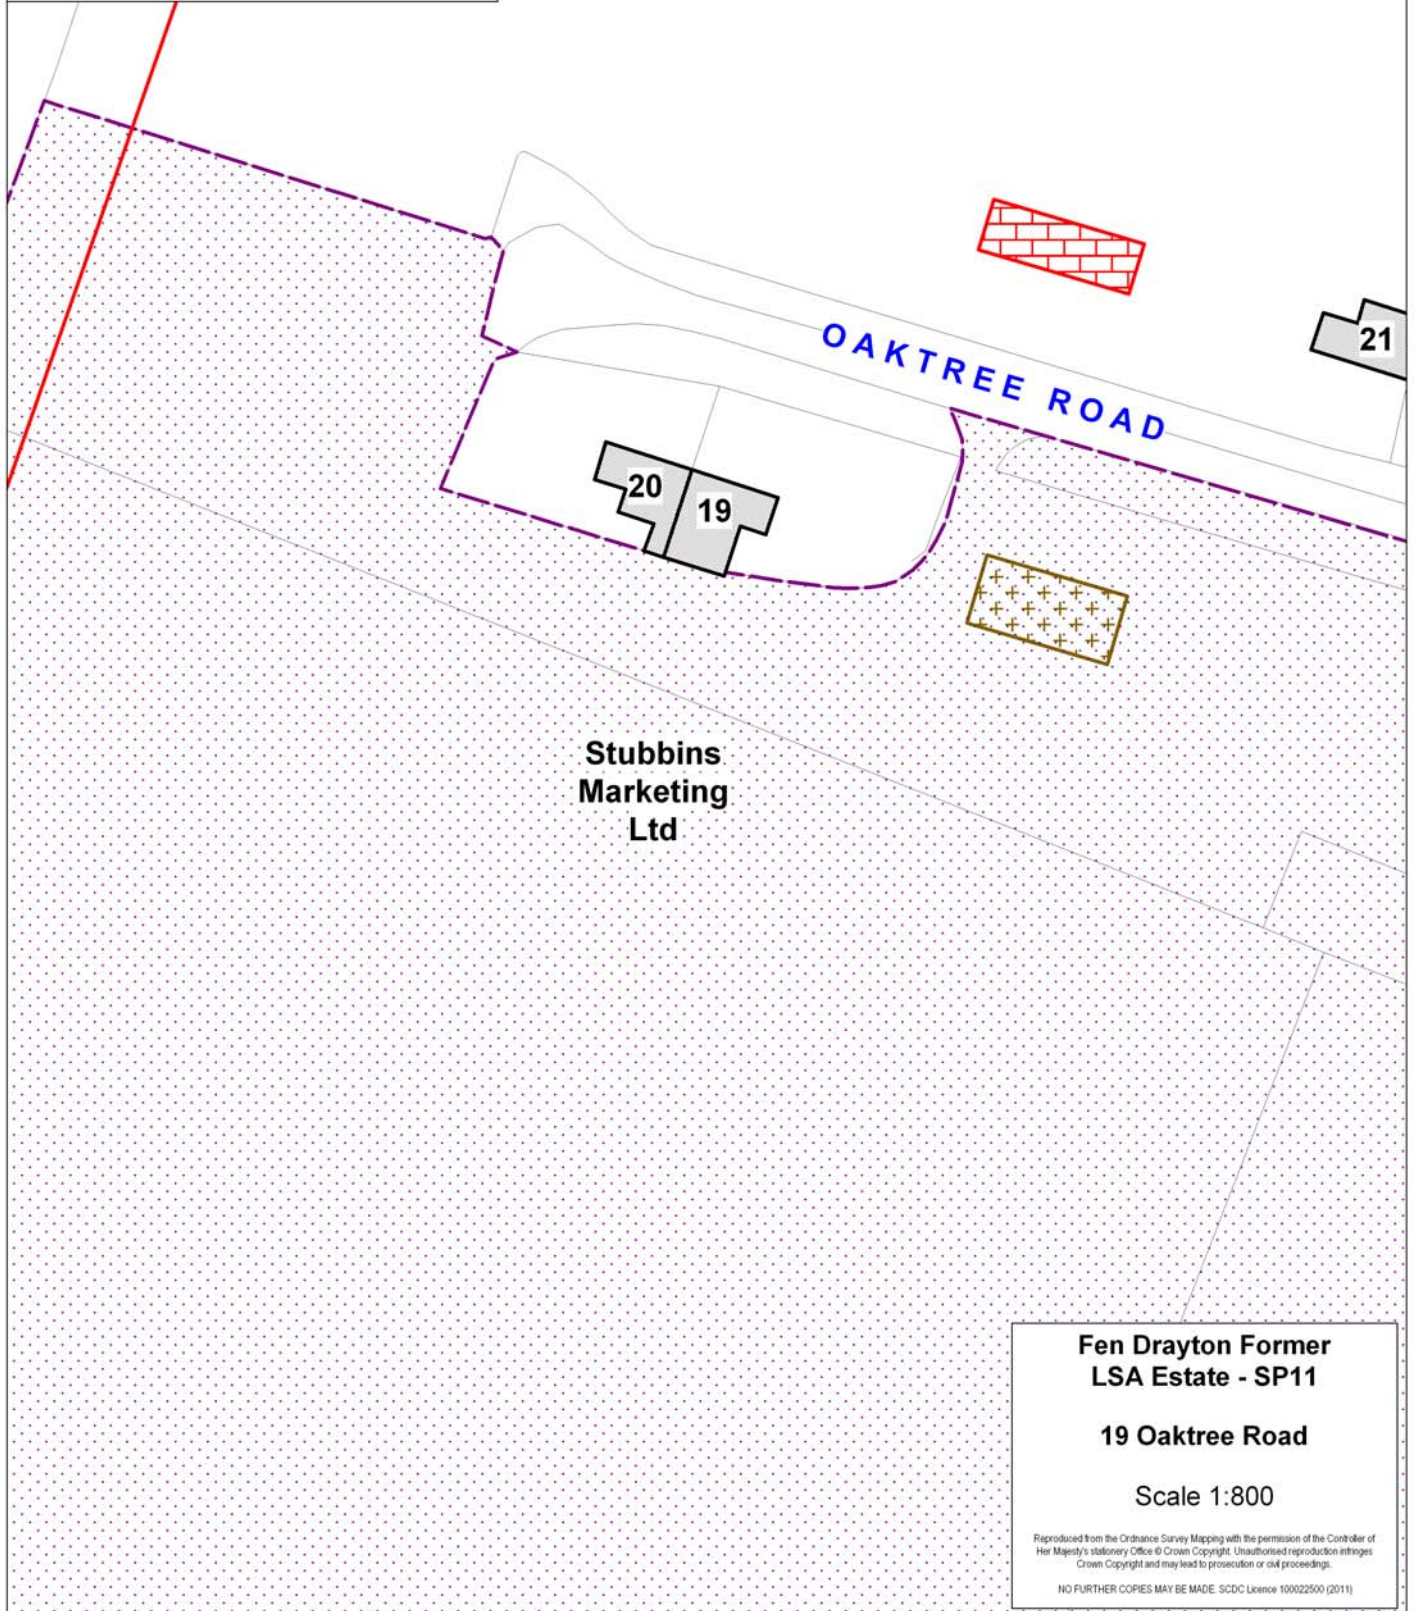 21
OAKTREE ROAD
20
19
Stubbins
Marketing
Ltd
Fen Drayton Former
LSA Estate - SP11
19 Oaktree Road
Scale 1:800
Reproduced from the Ordnance Survey Mapping with the permission of the Controller of
Her Majesty's stationery Office © Crown Copyright. Unauthorised reproduction infringes
Crown Copyright and may lead to prosecution or civil proceedings.
NO FURTHER COPIES MAY BE MADE. SCDC Licence 100022500 (2011)